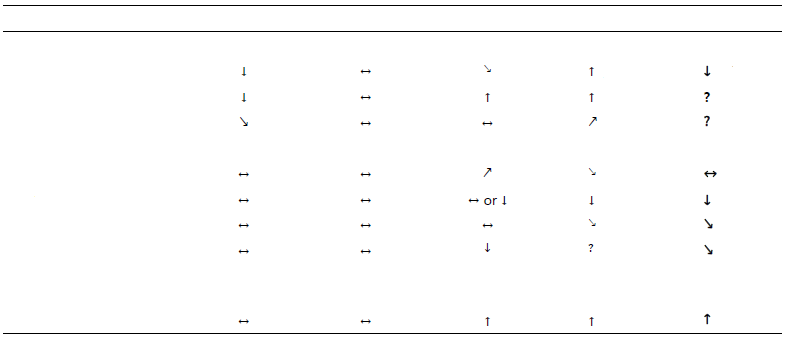 ↓ ↔ ↘ ↑ ↓
↓ ↔ ↑ ↑ ?
↘ ↔ ↔ ↗ ?
↔ ↔ ↗ ↘ ↔
↔ ↔ ↔ or ↓ ↓ ↓
↔ ↔ ↔ ↘ ↘
↔ ↔ ↓ ? ↘
↔ ↔ ↑ ↑ ↑